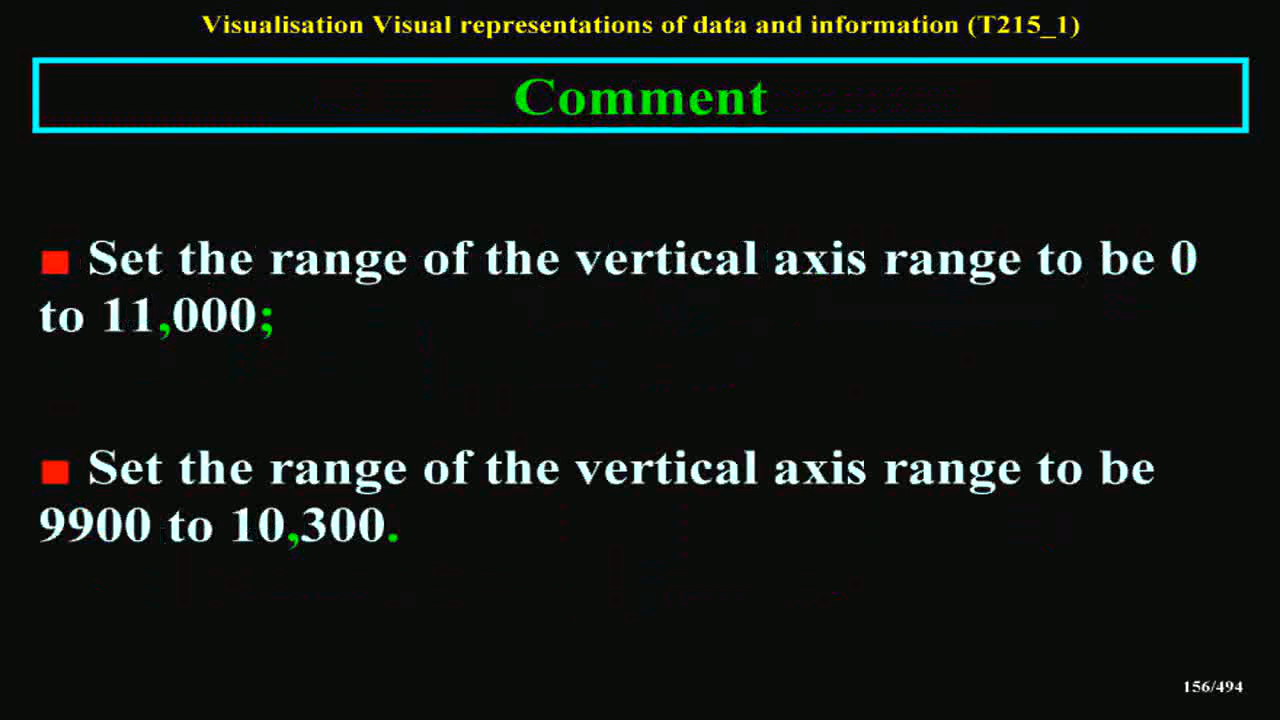 Visualisation Visual representations of data and information (T215_1)
Comment
Set the range of the vertical axis range to be 0
to 11,000;
Set the range of the vertical axis range to be
9900 to 10,300.
156/494